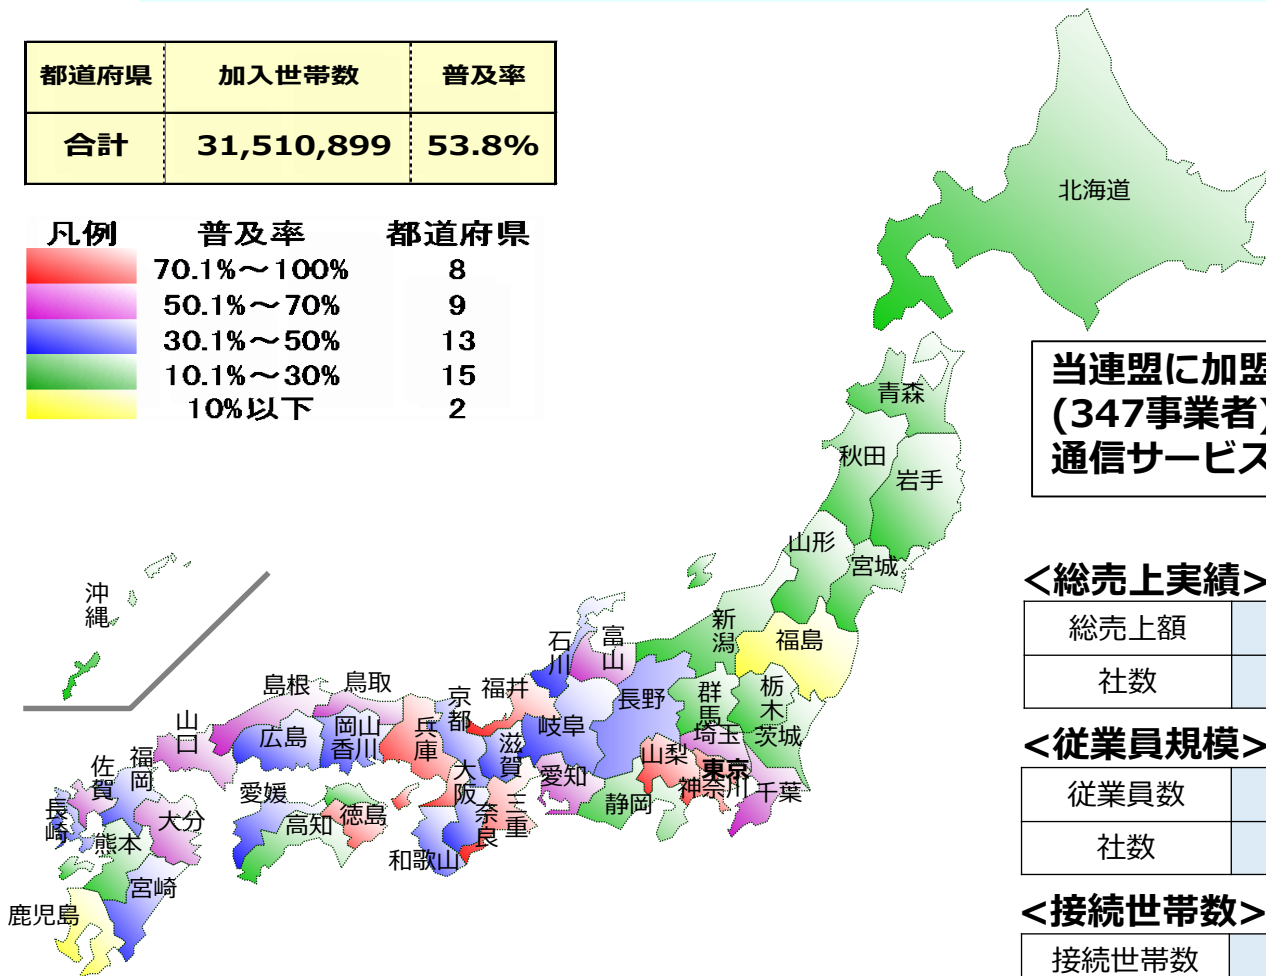 都道府県 加入世帯数 普及率
合計 31,510,899 53.8%
凡例 普及率 都道府県
70.1%～100% 8
50.1%～70% 9
30.1%～50% 13
10.1%～30% 15
10%以下 2
北海道
青森
秋田
岩手
山形
宮城
福島
新潟
栃木
群馬
茨城
埼玉
東京
千葉
神奈川
山梨
静岡
長野
富山
石川
福井
岐阜
愛知
滋賀
三重
京都
大阪
奈良
和歌山
兵庫
鳥取
島根
岡山
香川
広島
山口
徳島
愛媛
高知
福岡
佐賀
長崎
大分
熊本
宮崎
鹿児島
沖縄
当連盟に加盟
(347事業者)
通信サービス
<総売上実績>
総売上額
社数
<従業員規模>
従業員数
社数
<接続世帯数>
接続世帯数